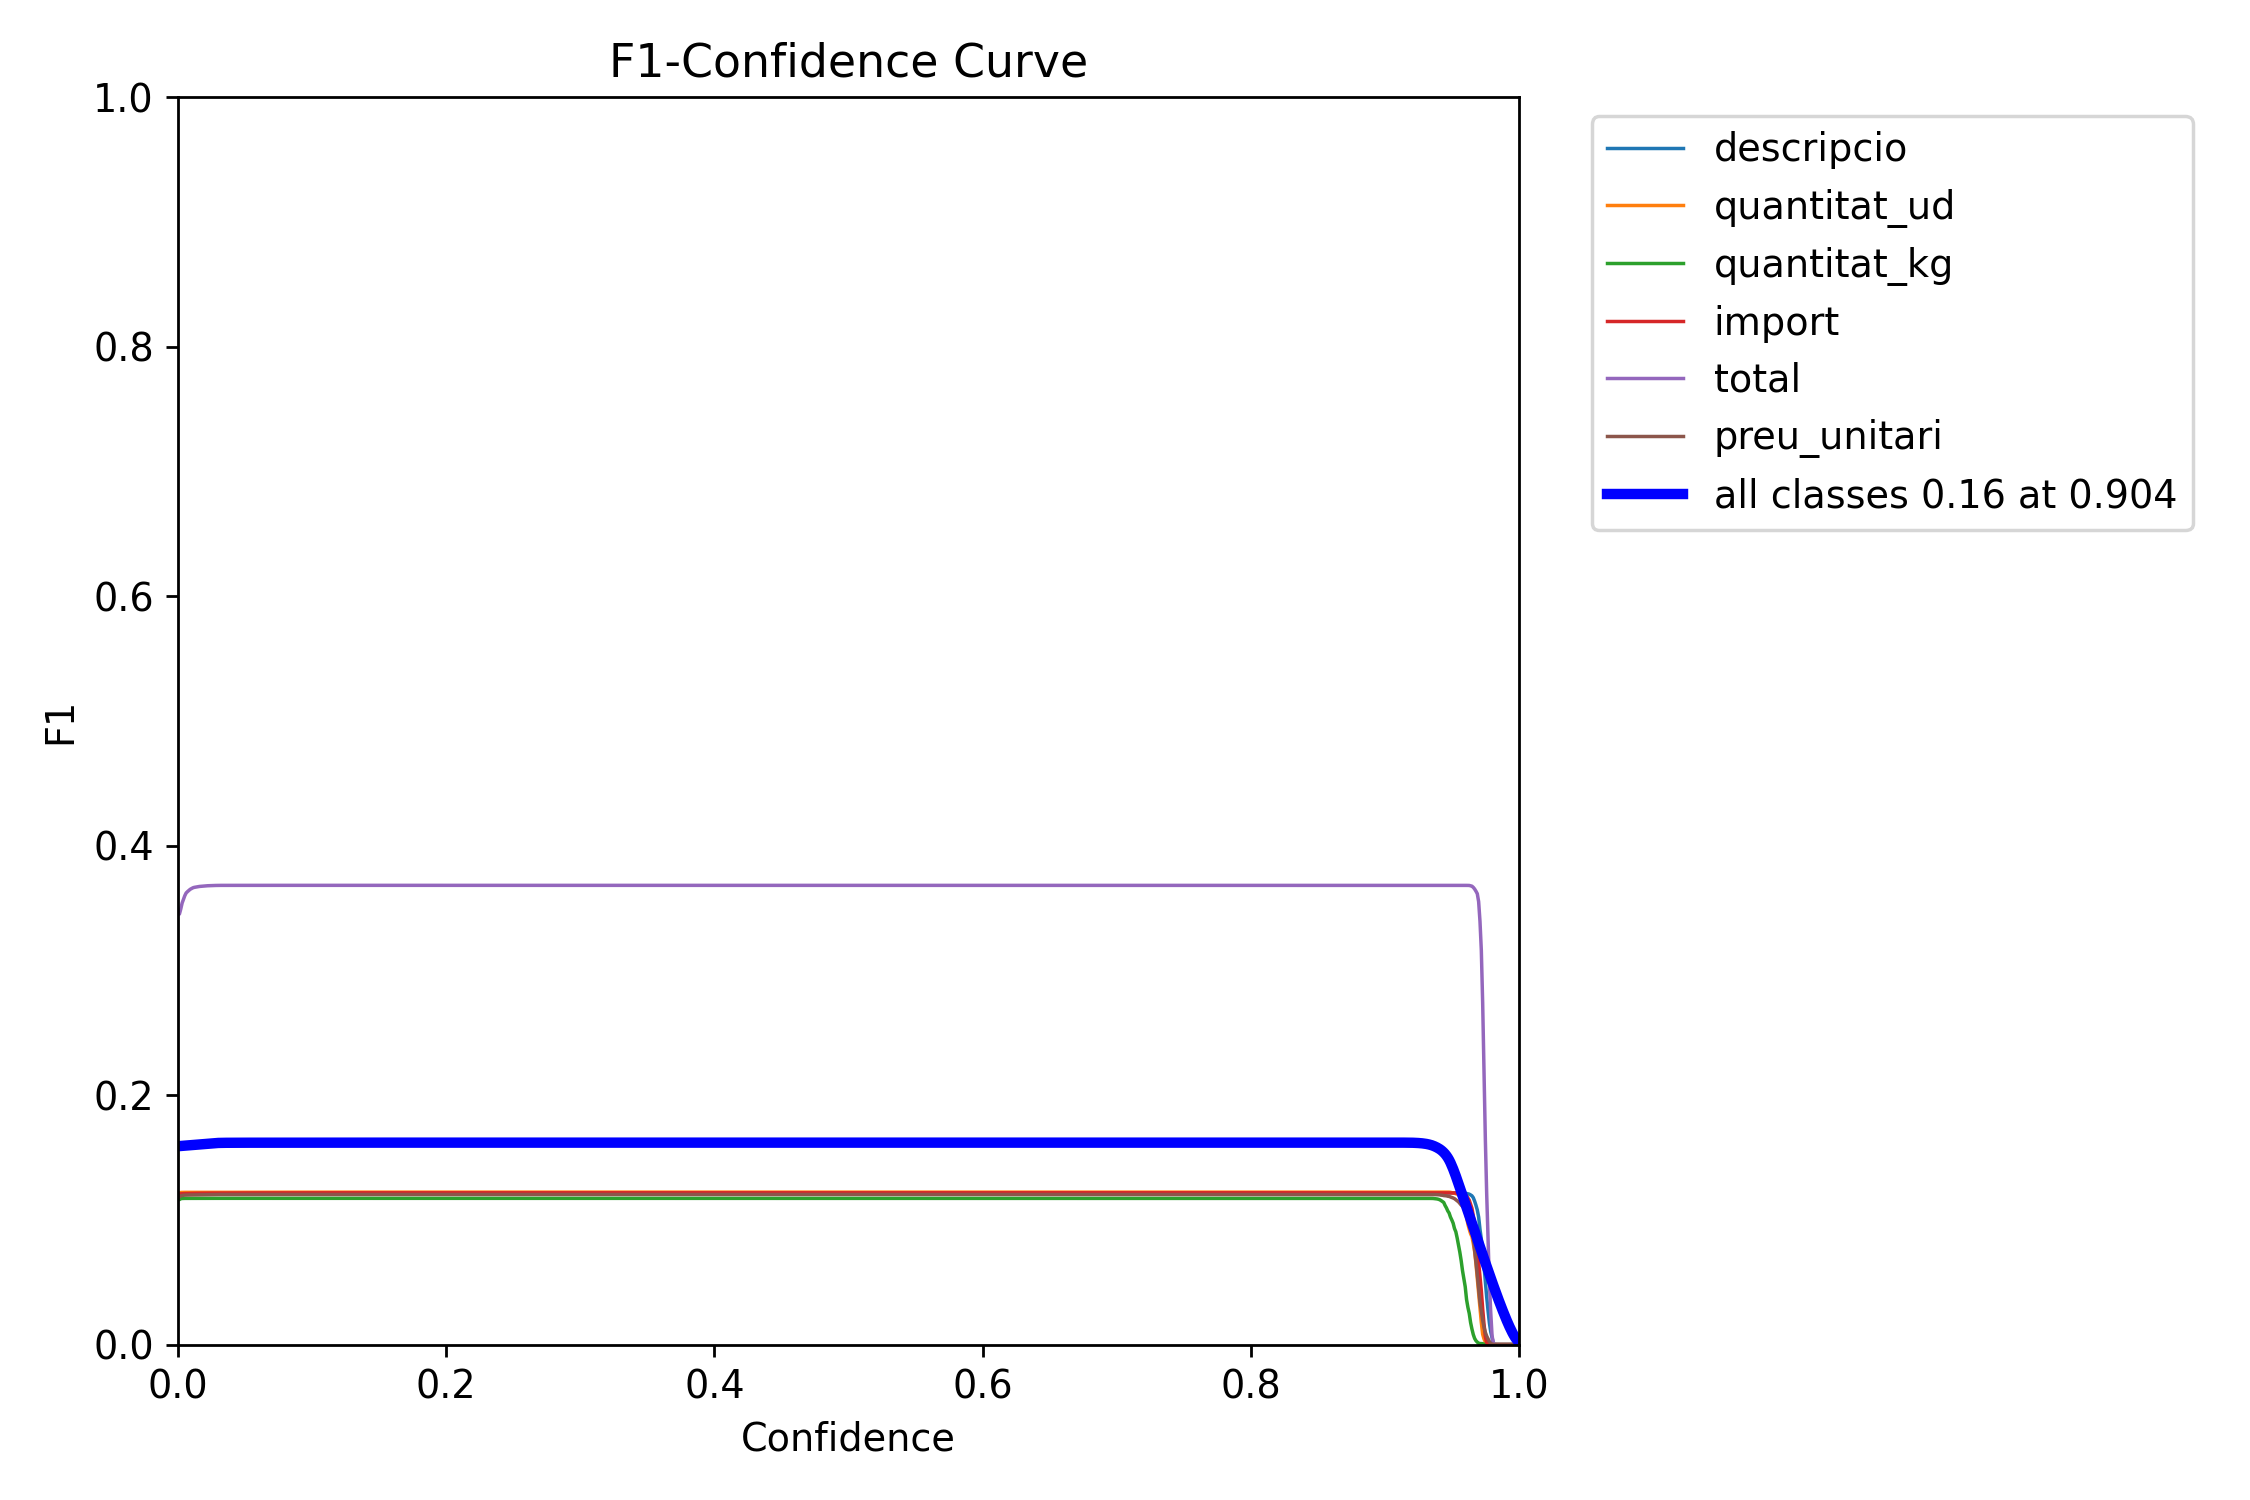 F1-Confidence Curve
1.0
0.8
0.6
0.4
0.2
0.0
F1
0.0 0.2 0.4 0.6 0.8 1.0
Confidence
descripcio
quantitat_ud
quantitat_kg
import
total
preu_unitari
all classes 0.16 at 0.904